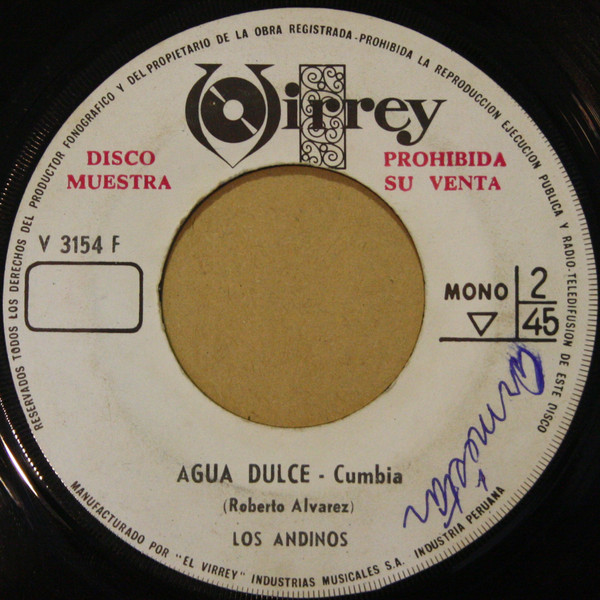 RESERVADOS TODOS LOS DERECHOS DEL PRODUCTOR FONOGRAFICO Y DEL PROPIETARIO DE LA OBRA REGISTRADA-PROHIBIDA LA REPRODUCCION EJECUCION PUBLICA Y RADIO-TELEDIFUSION DE ESTE DISCO
Virrey
DISCO MUESTRA
PROHIBIDA SU VENTA
V 3154 F
MONO 2
45
AGUA DULCE - Cumbia
(Roberto Alvarez)
LOS ANDINOS
MANUFACTURADO POR "EL VIRREY" INDUSTRIAS MUSICALES S.A. INDUSTRIA PERUANA